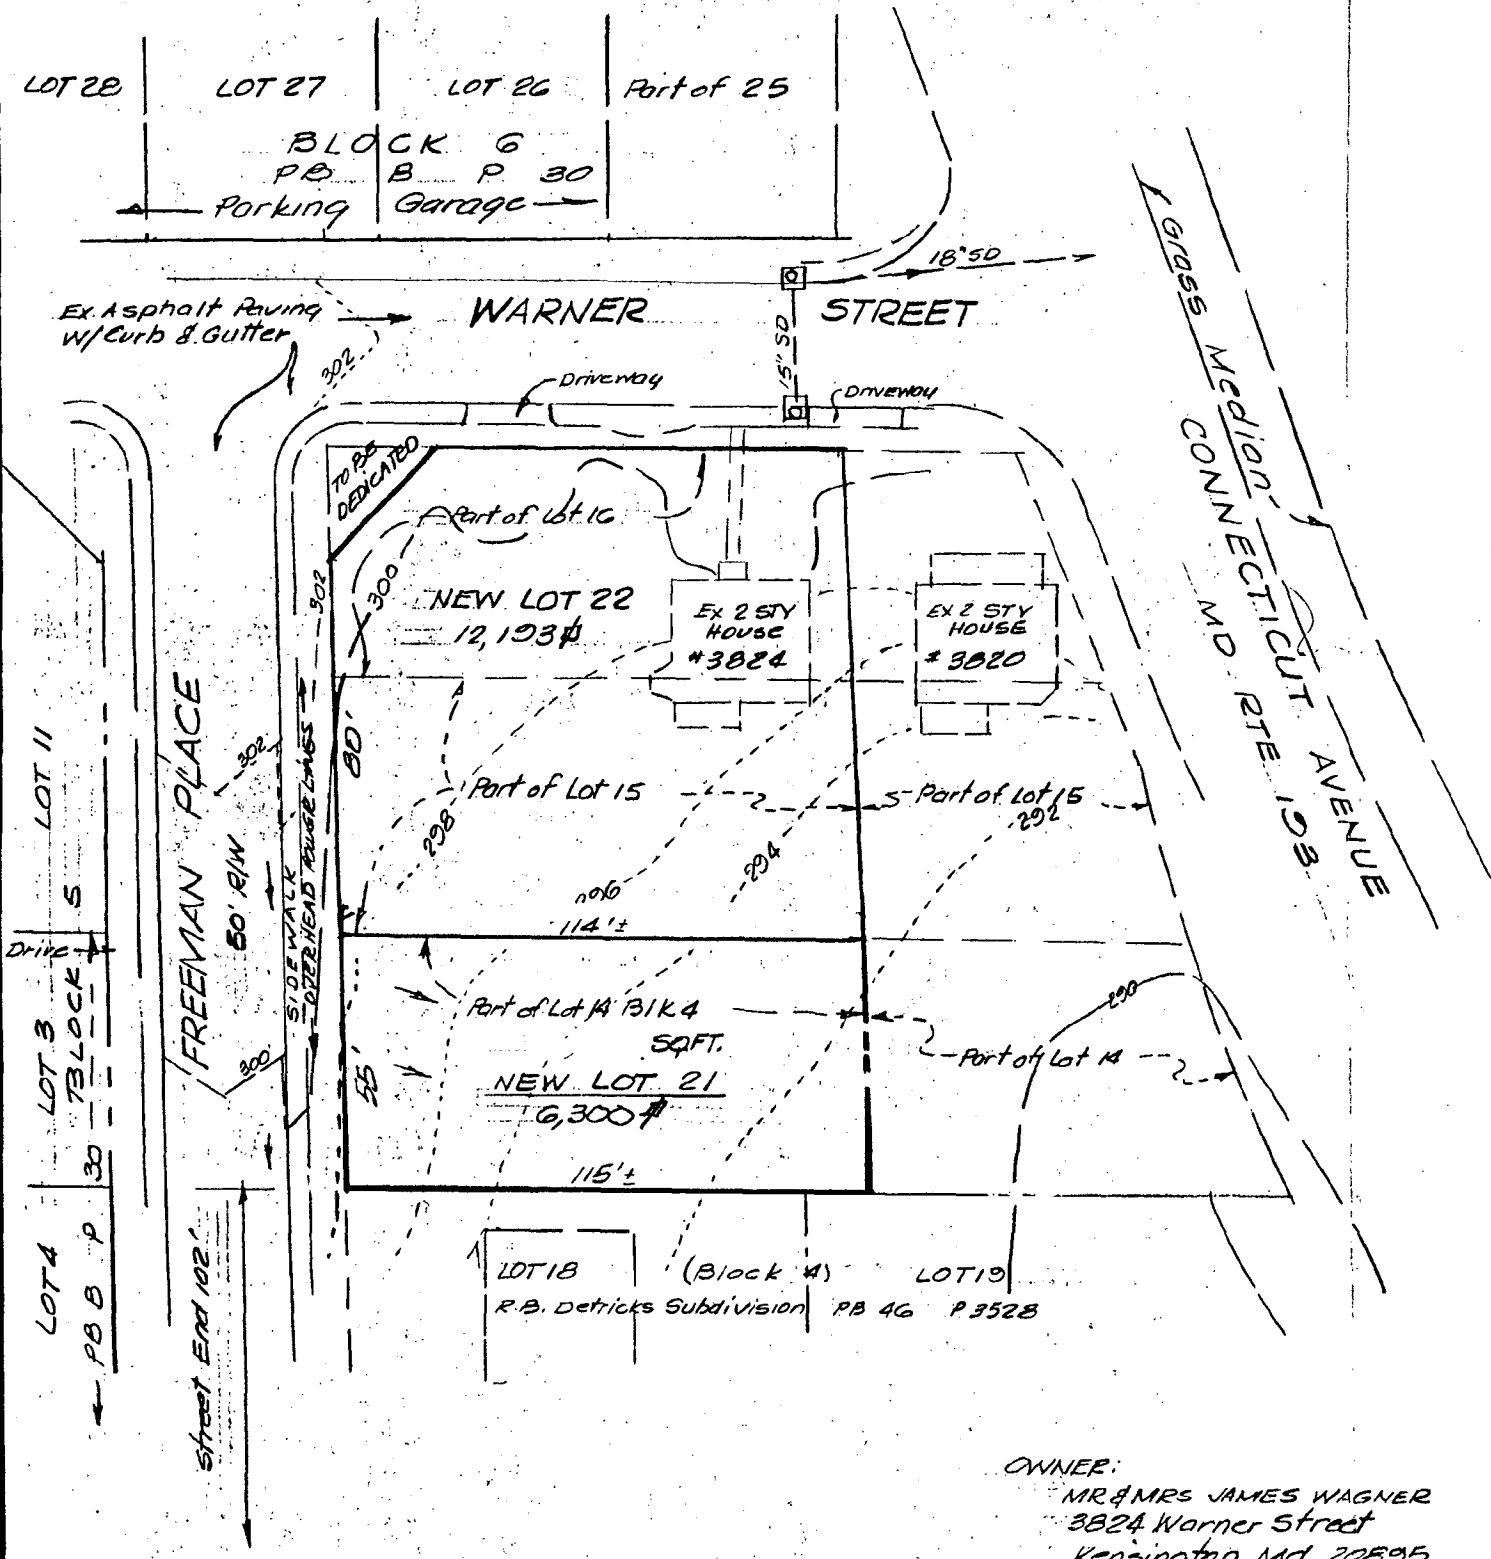 LOT 28
LOT 27
LOT 26
Part of 25
BLOCK 6
PB B P 30
Parking Garage
18" SD
Ex. Asphalt Paving
w/ Curb & Gutter
WARNER STREET
15" SD
302
Driveway
Driveway
Grass Median
CONNECTICUT AVENUE
MD. RTE 193
TO BE
DEDICATED
Part of Lot 16
302
300
NEW LOT 22
12,193
Ex 2 STY
HOUSE
#3824
EX 2 STY
HOUSE
#3820
LOT 11
FREEMAN PLACE
50' R/W
302
SIDEWALK
OVERHEAD POWER LINES
80'
Part of Lot 15
Part of Lot 15
298
294
292
114'±
Drive
LOT 3
BLOCK 5
300
55'
Part of Lot 14 Blk 4
SQFT.
NEW LOT 21
6,300
290
Part of Lot 14
115'±
LOT 4
PB B P 30
Street End 102'
LOT 18
(Block 4)
LOT 19
R.B. Detricks Subdivision PB 46 P 3528
OWNER:
MR & MRS JAMES WAGNER
3824 Warner Street
Kensington, Md. 20895